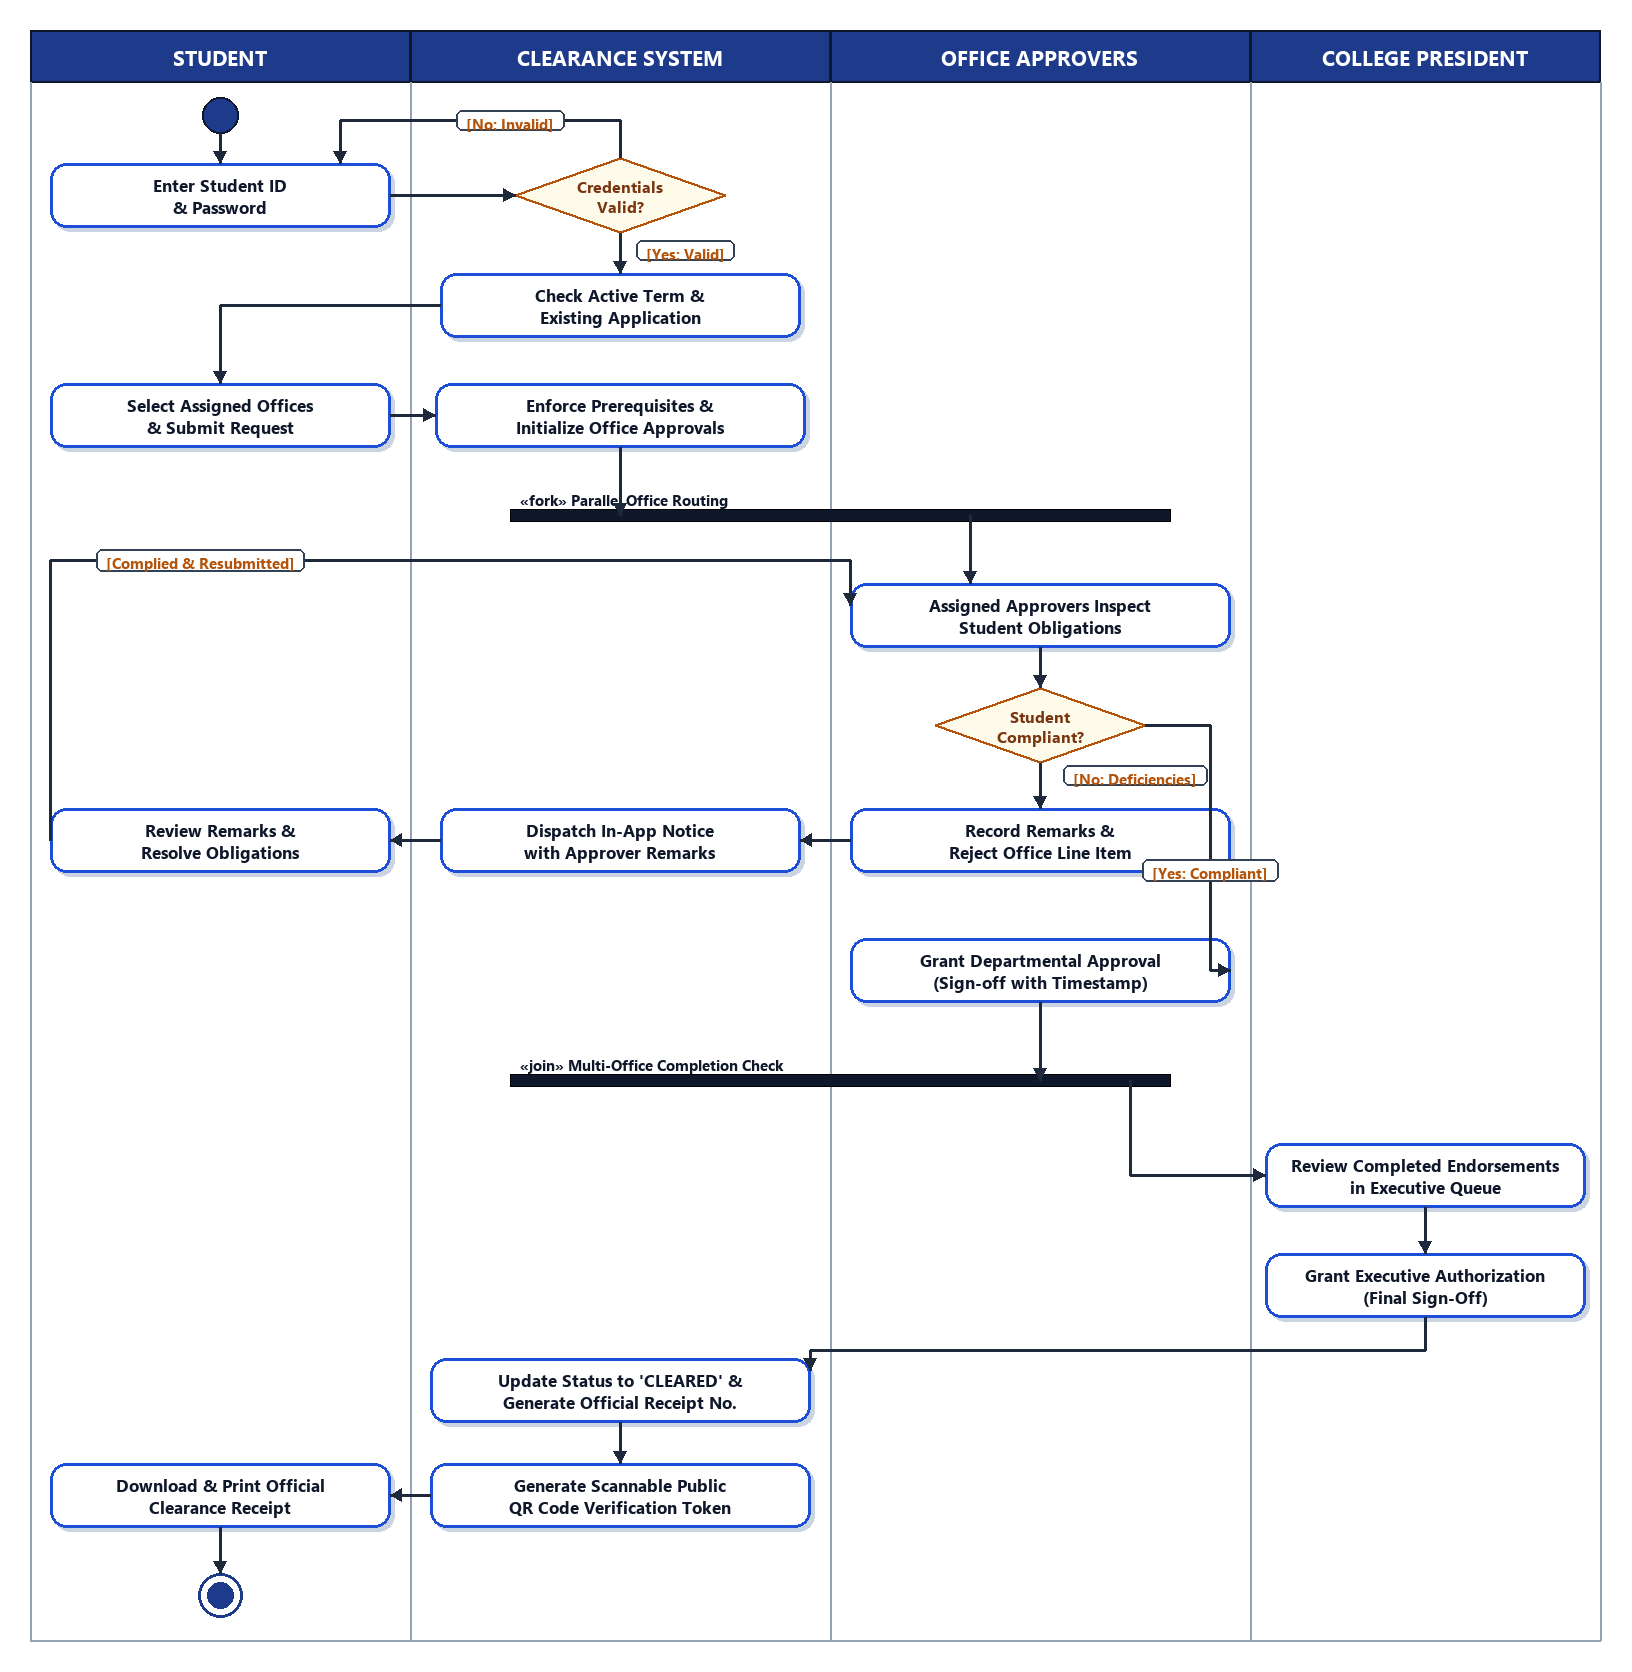 STUDENT
CLEARANCE SYSTEM
OFFICE APPROVERS
COLLEGE PRESIDENT
[No: Invalid]
Enter Student ID
& Password
Credentials
Valid?
[Yes: Valid]
Check Active Term &
Existing Application
Select Assigned Offices
& Submit Request
Enforce Prerequisites &
Initialize Office Approvals
«fork» Parallel Office Routing
[Complied & Resubmitted]
Assigned Approvers Inspect
Student Obligations
Student
Compliant?
[No: Deficiencies]
Review Remarks &
Resolve Obligations
Dispatch In-App Notice
with Approver Remarks
Record Remarks &
Reject Office Line Item
[Yes: Compliant]
Grant Departmental Approval
(Sign-off with Timestamp)
«join» Multi-Office Completion Check
Review Completed Endorsements
in Executive Queue
Grant Executive Authorization
(Final Sign-Off)
Update Status to 'CLEARED' &
Generate Official Receipt No.
Download & Print Official
Clearance Receipt
Generate Scannable Public
QR Code Verification Token